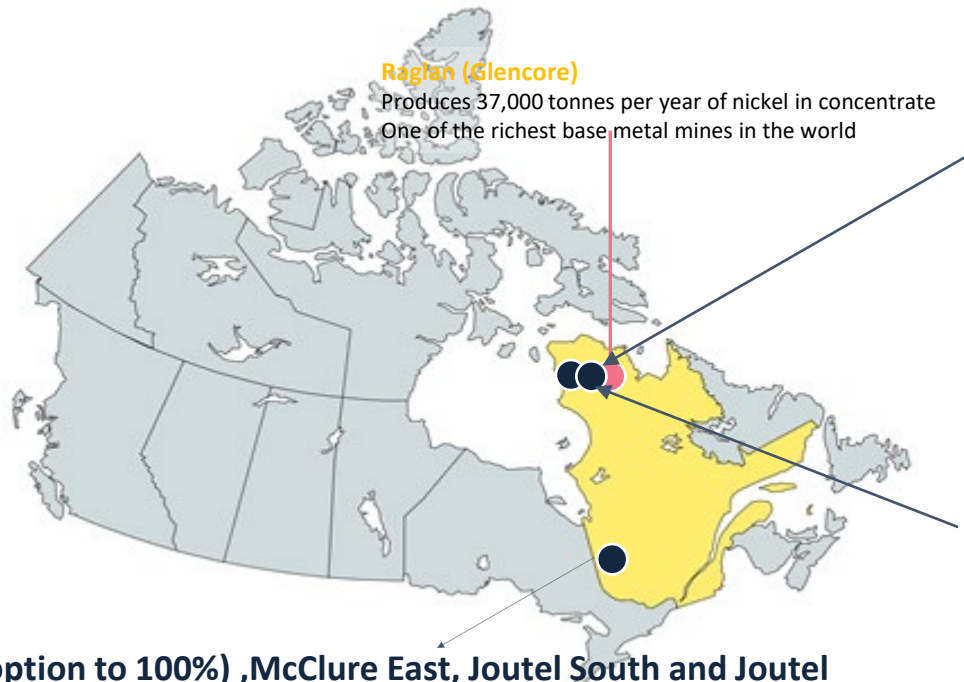 Raglan (Glencore)
Produces 37,000 tonnes per year of nickel in concentrate
One of the richest base metal mines in the world
option to 100%) ,McClure East, Joutel South and Joutel